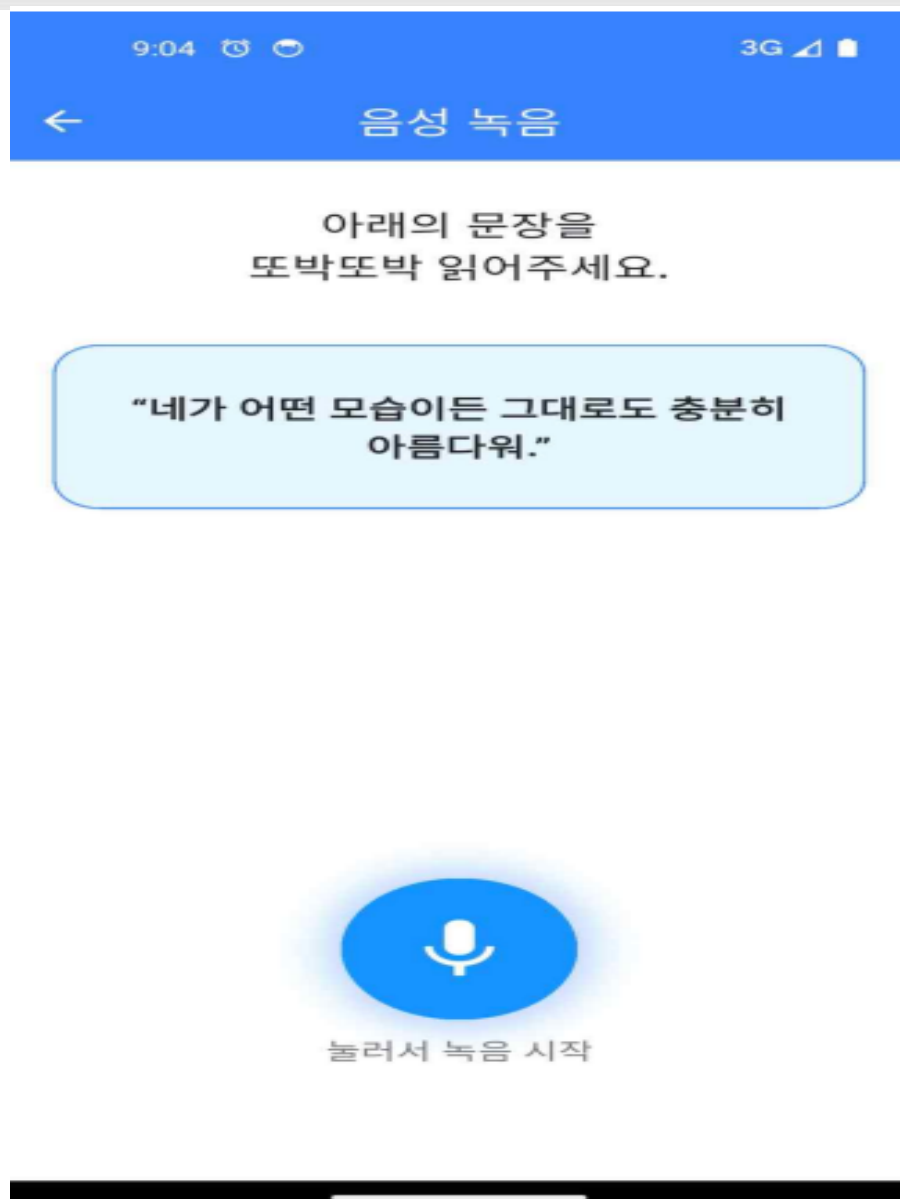 9:04 3G
음성 녹음
아래의 문장을
또박또박 읽어주세요.
“네가 어떤 모습이든 그대로도 충분히
아름다워.”
눌러서 녹음 시작